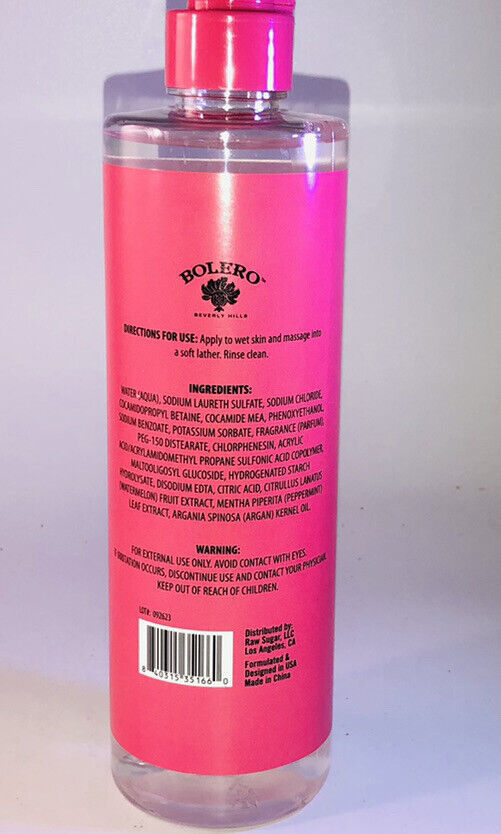 BOLERO™
BEVERLY HILLS
DIRECTIONS FOR USE: Apply to wet skin and massage into
a soft lather. Rinse clean.
INGREDIENTS:
WATER (AQUA), SODIUM LAURETH SULFATE, SODIUM CHLORIDE,
COCAMIDOPROPYL BETAINE, COCAMIDE MEA, PHENOXYETHANOL,
SODIUM BENZOATE, POTASSIUM SORBATE, FRAGRANCE (PARFUM),
PEG-150 DISTEARATE, CHLORPHENESIN, ACRYLIC
ACID/ACRYLAMIDOMETHYL PROPANE SULFONIC ACID COPOLYMER,
MALTOOLIGOSYL GLUCOSIDE, HYDROGENATED STARCH
HYDROLYSATE, DISODIUM EDTA, CITRIC ACID, CITRULLUS LANATUS
(WATERMELON) FRUIT EXTRACT, MENTHA PIPERITA (PEPPERMINT)
LEAF EXTRACT, ARGANIA SPINOSA (ARGAN) KERNEL OIL.
WARNING:
FOR EXTERNAL USE ONLY. AVOID CONTACT WITH EYES.
IF IRRITATION OCCURS, DISCONTINUE USE AND CONTACT YOUR PHYSICIAN.
KEEP OUT OF REACH OF CHILDREN.
LOT#: 092623
8 40315 35166 0
Distributed by:
Raw Sugar, LLC
Los Angeles, CA
Formulated &
Designed in USA
Made in China